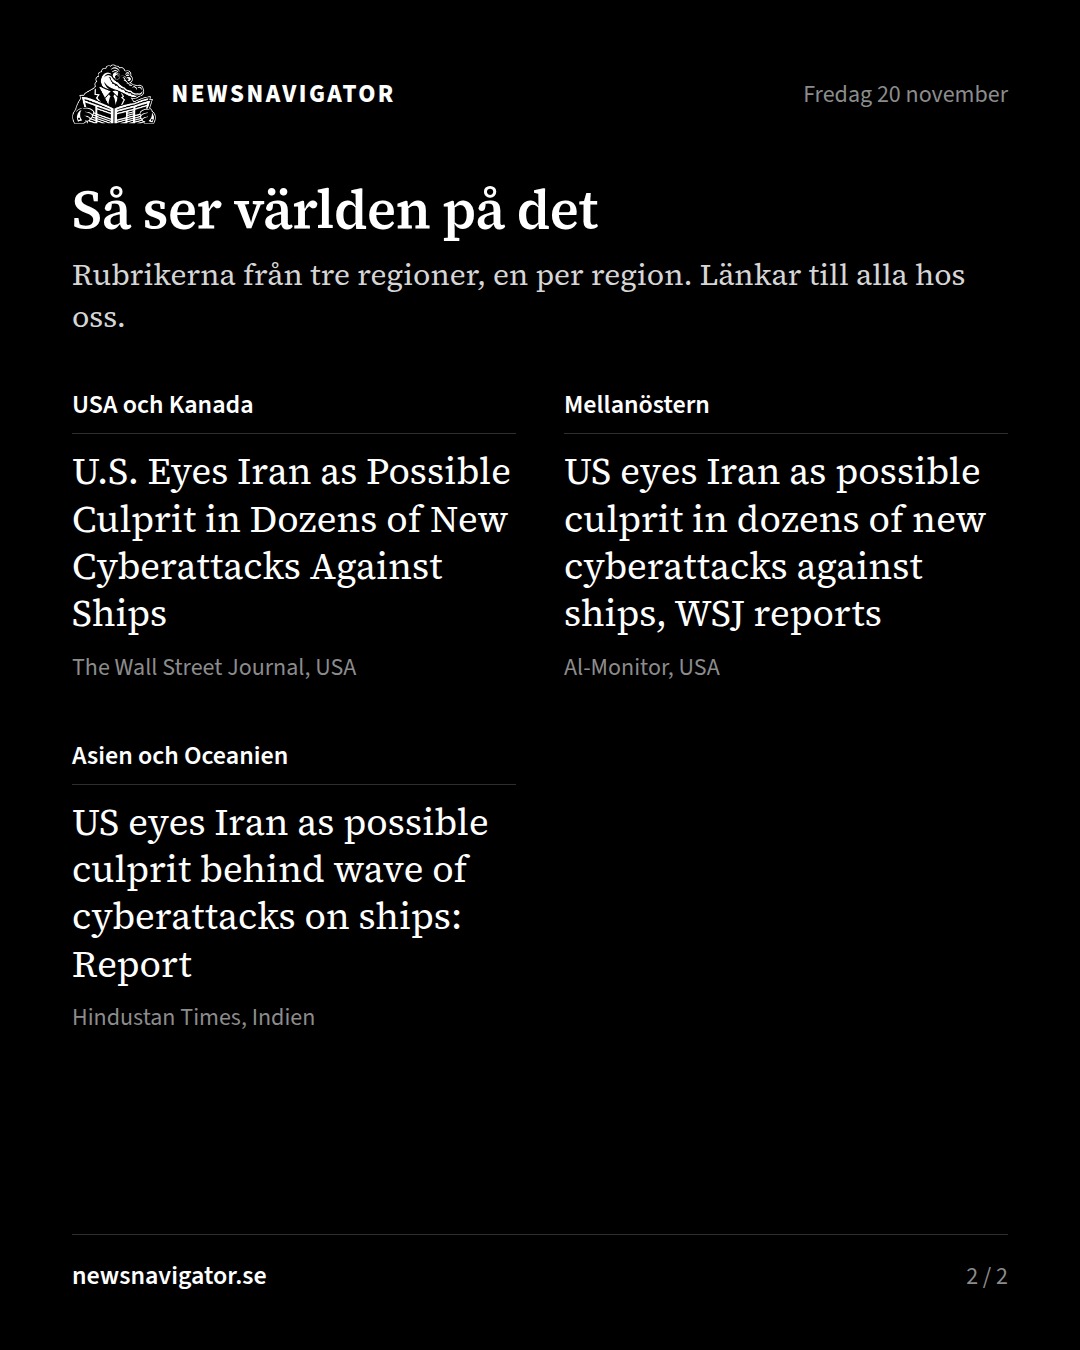 NEWSNAVIGATOR
Fredag 20 november
Så ser världen på det
Rubrikerna från tre regioner, en per region. Länkar till alla hos
oss.
USA och Kanada
U.S. Eyes Iran as Possible
Culprit in Dozens of New
Cyberattacks Against
Ships
The Wall Street Journal, USA
Mellanöstern
US eyes Iran as possible
culprit in dozens of new
cyberattacks against
ships, WSJ reports
Al-Monitor, USA
Asien och Oceanien
US eyes Iran as possible
culprit behind wave of
cyberattacks on ships:
Report
Hindustan Times, Indien
newsnavigator.se
2 / 2